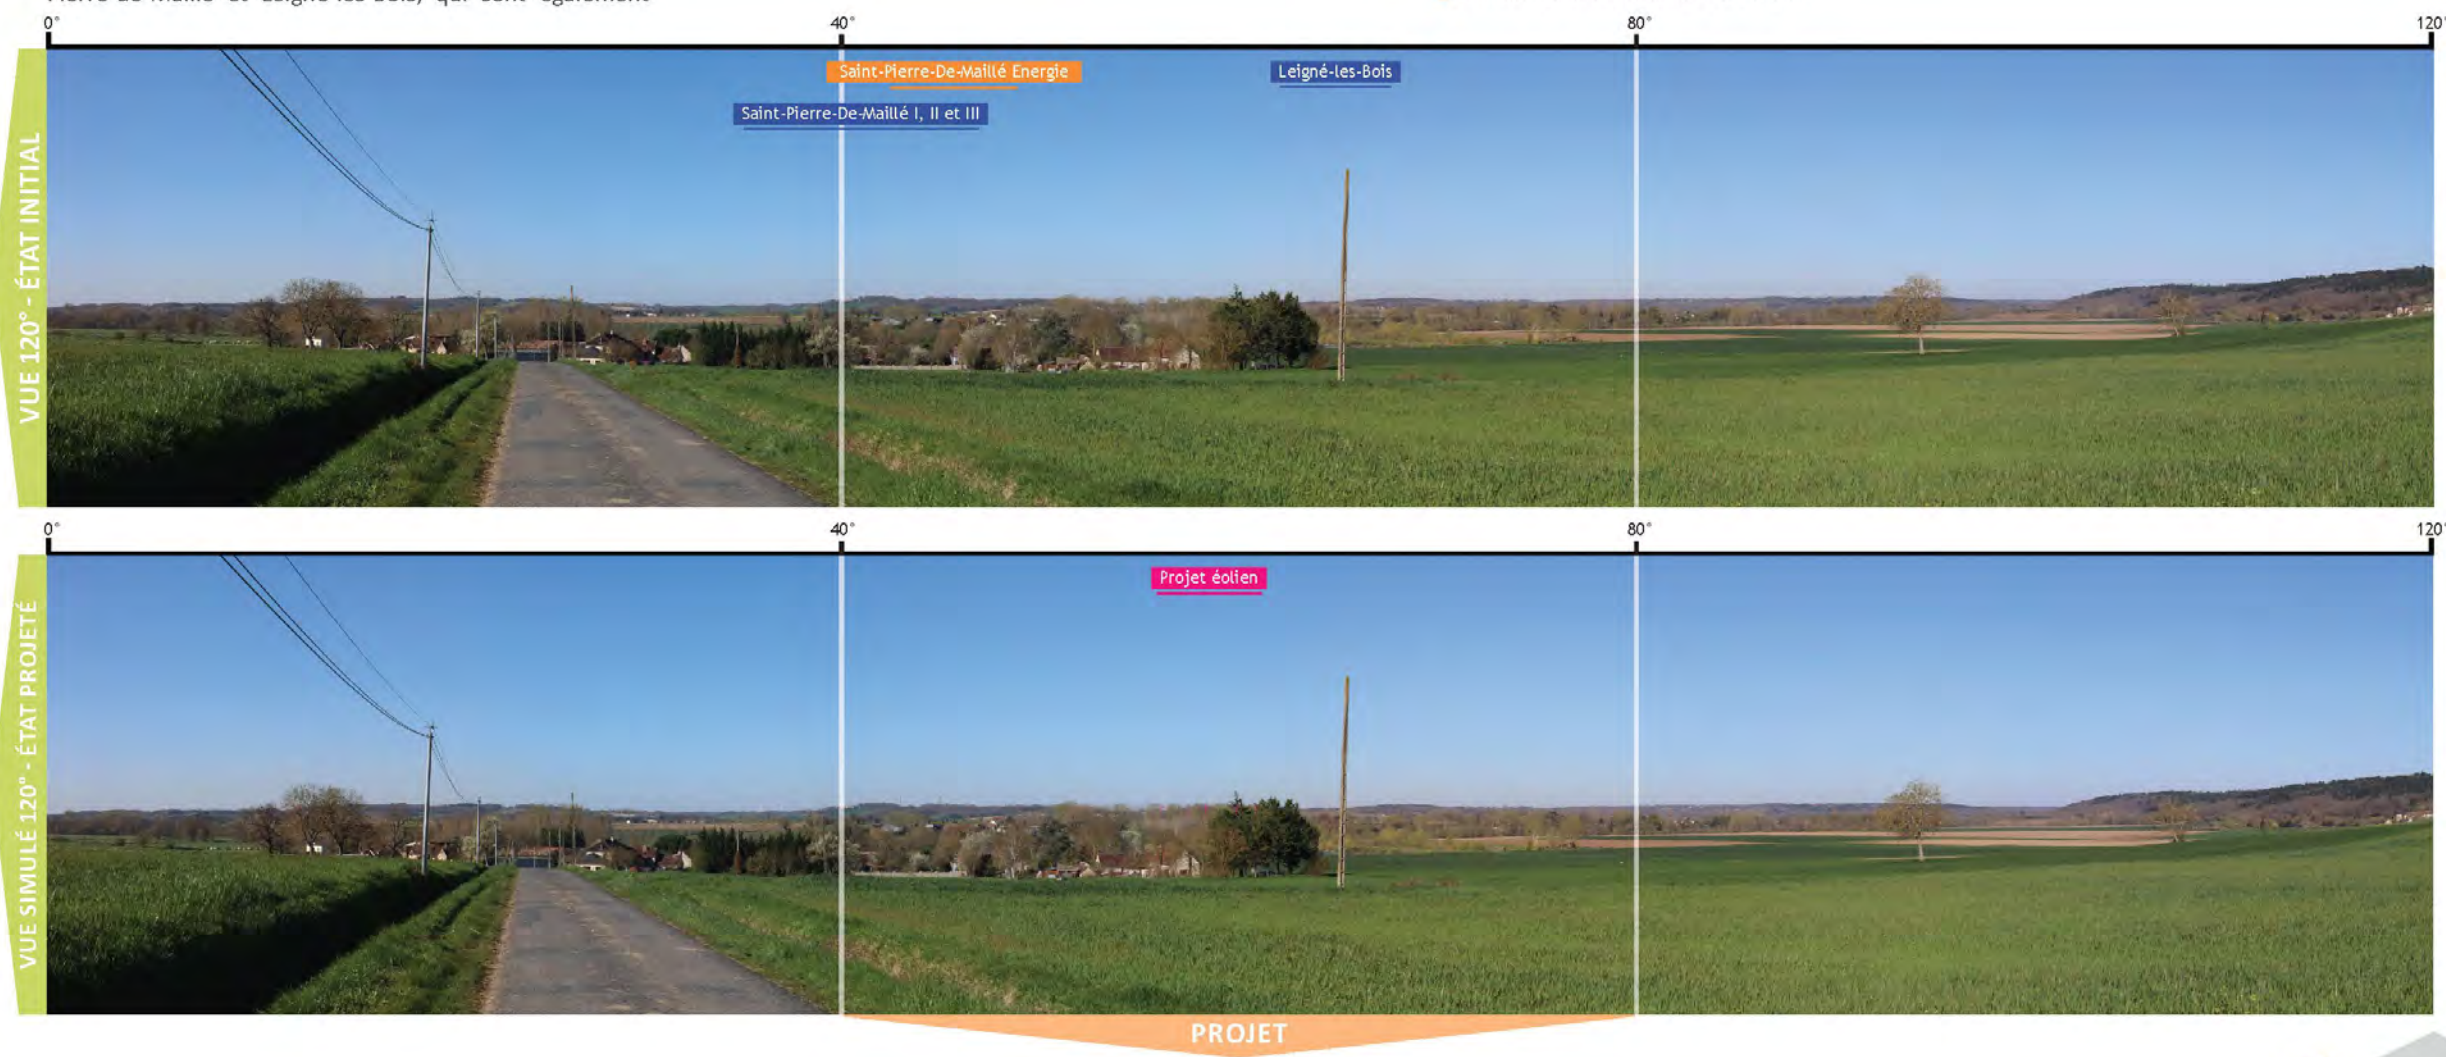 0° 40° 80° 120°
Saint-Pierre-De-Maillé Energie
Leigné-les-Bois
Saint-Pierre-De-Maillé I, II et III
VUE 120° - ÉTAT INITIAL
0° 40° 80° 120°
Projet éolien
VUE SIMULÉ 120° - ÉTAT PROJETÉ
PROJET